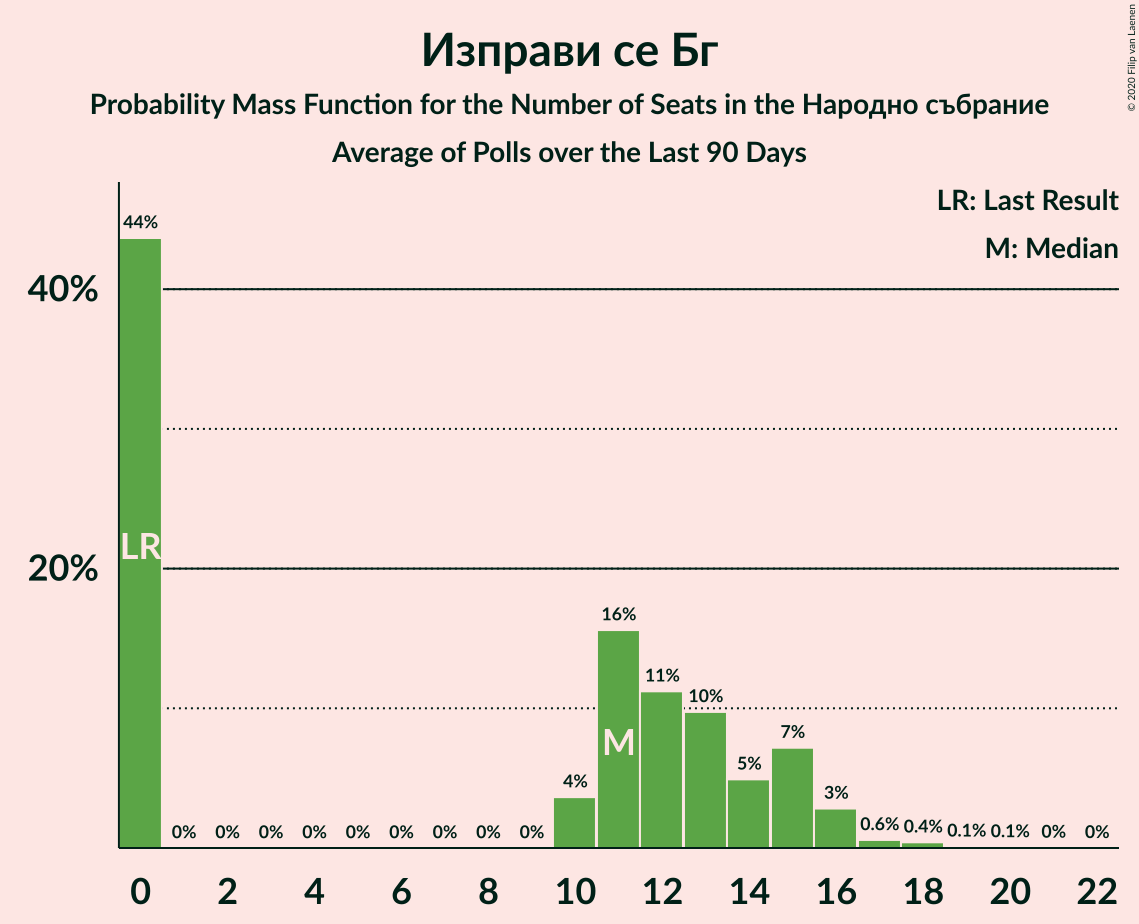 Изправи се Бг
Probability Mass Function for the Number of Seats in the Народно събрание
Average of Polls over the Last 90 Days
© 2020 Filip van Laenen
LR: Last Result
M: Median
44%
40%
LR
20%
16%
11%
10%
M
7%
5%
4%
3%
0% 0% 0% 0% 0% 0% 0% 0% 0% 0.6% 0.4% 0.1% 0.1% 0% 0%
0 2 4 6 8 10 12 14 16 18 20 22